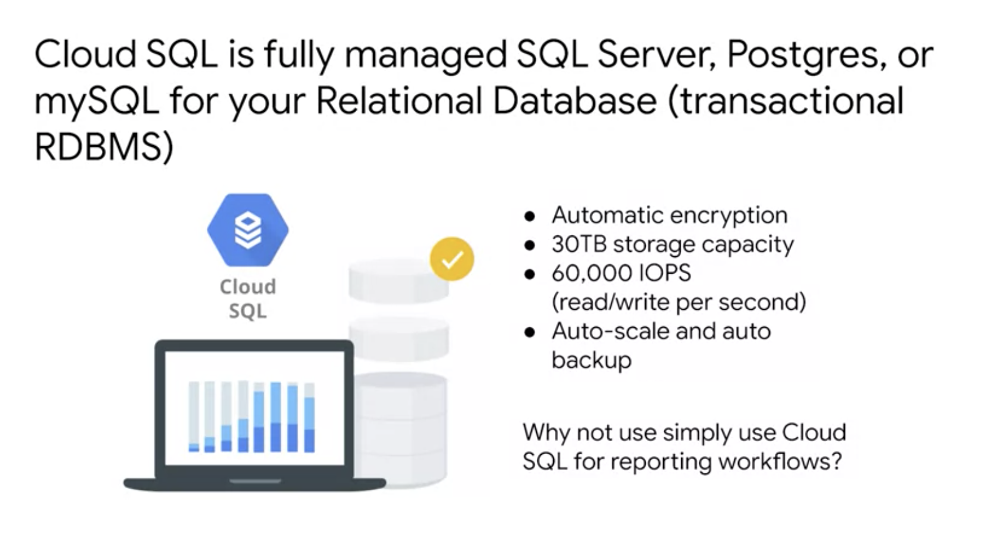 Cloud SQL is fully managed SQL Server, Postgres, or
mySQL for your Relational Database (transactional
RDBMS)
Cloud
SQL
● Automatic encryption
● 30TB storage capacity
● 60,000 IOPS
(read/write per second)
● Auto-scale and auto
backup
Why not use simply use Cloud
SQL for reporting workflows?